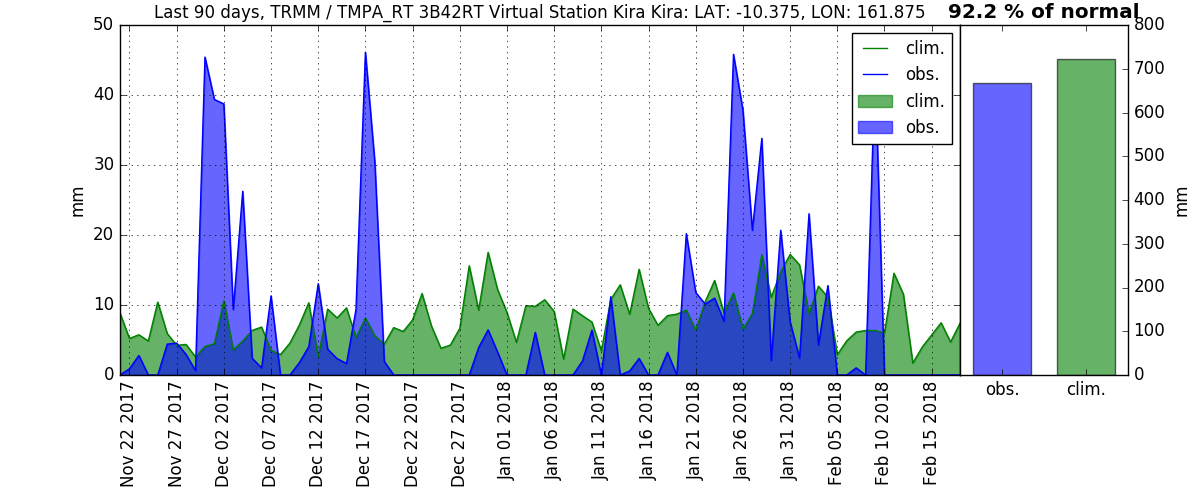 Last 90 days, TRMM / TMPA_RT 3B42RT Virtual Station Kira Kira: LAT: -10.375, LON: 161.875
92.2 % of normal
50
40
30
20
10
0
mm
clim.
obs.
clim.
obs.
Nov 22 2017
Nov 27 2017
Dec 02 2017
Dec 07 2017
Dec 12 2017
Dec 17 2017
Dec 22 2017
Dec 27 2017
Jan 01 2018
Jan 06 2018
Jan 11 2018
Jan 16 2018
Jan 21 2018
Jan 26 2018
Jan 31 2018
Feb 05 2018
Feb 10 2018
Feb 15 2018
800
700
600
500
400
300
200
100
0
mm
obs.
clim.